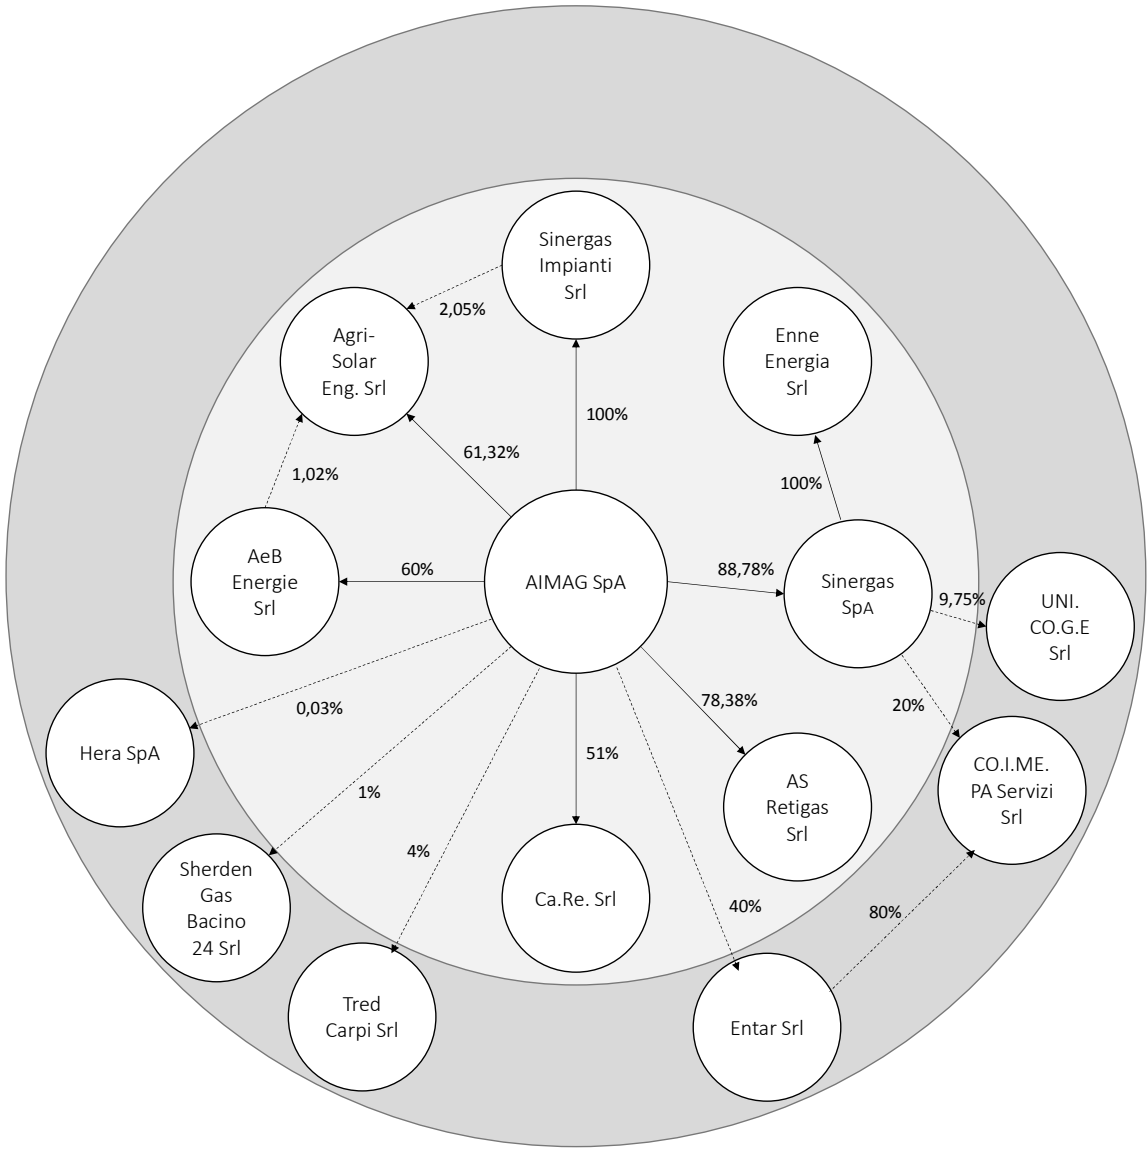 Sinergas
Impianti
Srl
2,05%
Agri-
Solar
Eng. Srl
Enne
Energia
Srl
100%
61,32%
1,02%
100%
AeB
Energie
Srl
60%
AIMAG SpA
88,78%
Sinergas
SpA
9,75%
UNI.
CO.G.E
Srl
0,03%
78,38%
20%
Hera SpA
51%
CO.I.ME.
PA Servizi
Srl
1%
AS
Retigas
Srl
4%
Sherden
Gas
Bacino
24 Srl
Ca.Re. Srl
40%
80%
Tred
Carpi Srl
Entar Srl